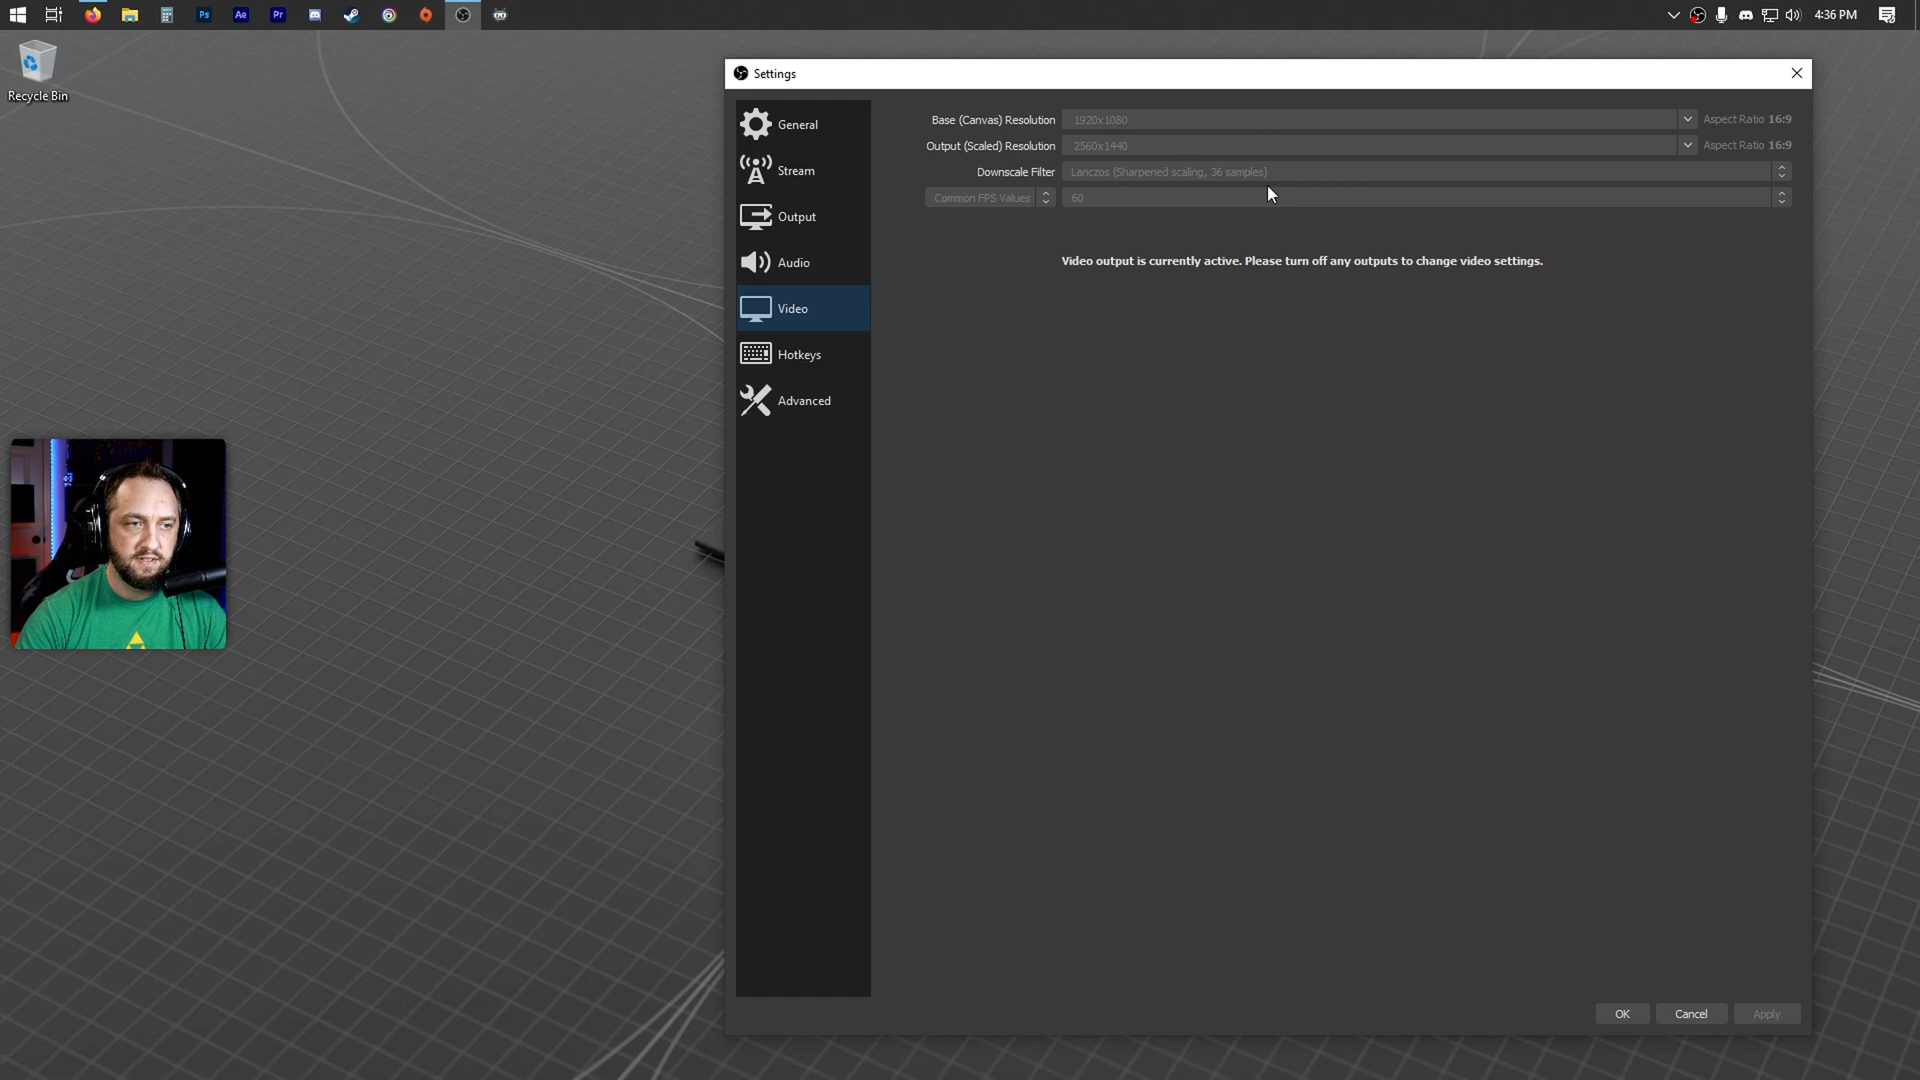 Ps
Ae
Pr
4:36 PM
Recycle Bin
Settings
General
Stream
Output
Audio
Video
Hotkeys
Advanced
Base (Canvas) Resolution 1920x1080 Aspect Ratio 16:9
Output (Scaled) Resolution 2560x1440 Aspect Ratio 16:9
Downscale Filter Lanczos (Sharpened scaling, 36 samples)
Common FPS Values 60
Video output is currently active. Please turn off any outputs to change video settings.
OK Cancel Apply